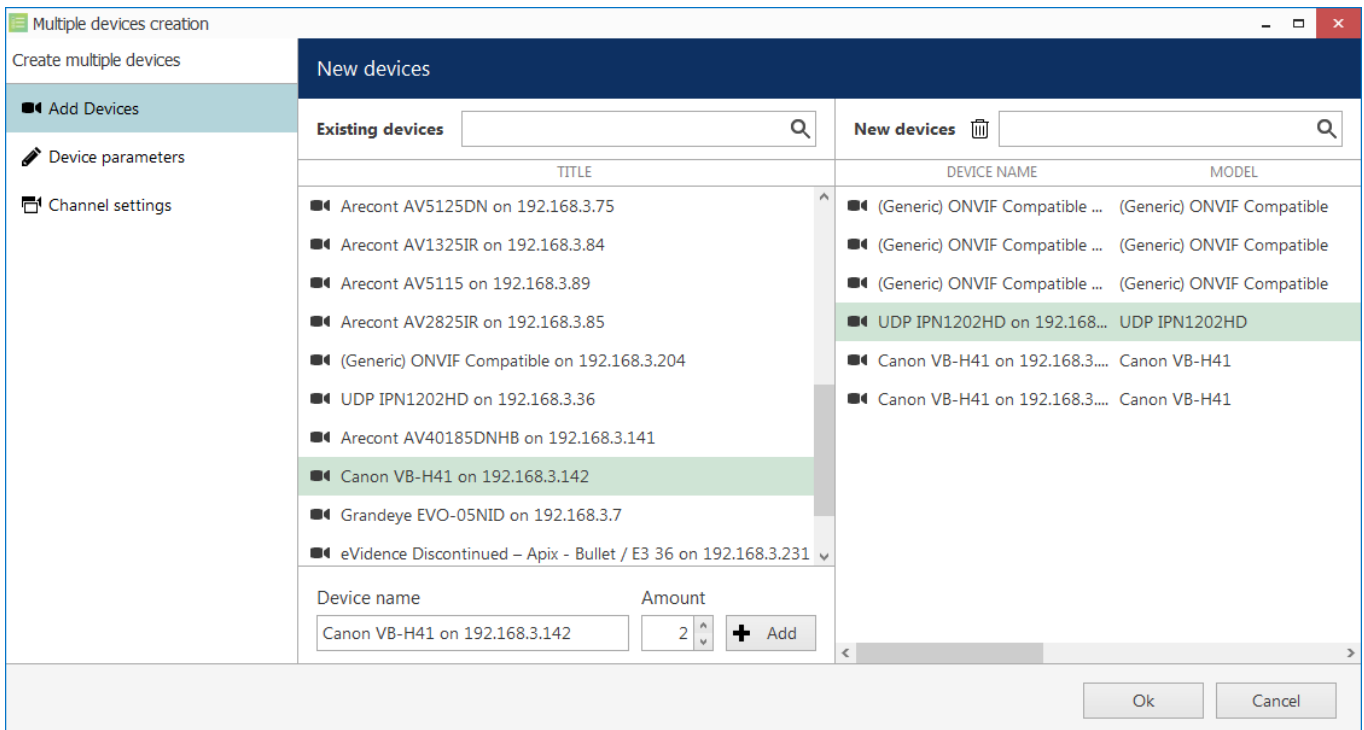 Multiple devices creation
Create multiple devices
Add Devices
Device parameters
Channel settings
New devices
Existing devices
TITLE
Arecont AV5125DN on 192.168.3.75
Arecont AV1325IR on 192.168.3.84
Arecont AV5115 on 192.168.3.89
Arecont AV2825IR on 192.168.3.85
(Generic) ONVIF Compatible on 192.168.3.204
UDP IPN1202HD on 192.168.3.36
Arecont AV40185DNHB on 192.168.3.141
Canon VB-H41 on 192.168.3.142
Grandeye EVO-05NID on 192.168.3.7
eVidence Discontinued – Apix - Bullet / E3 36 on 192.168.3.231
Device name Amount
Canon VB-H41 on 192.168.3.142 2 Add
New devices
DEVICE NAME MODEL
(Generic) ONVIF Compatible ... (Generic) ONVIF Compatible
(Generic) ONVIF Compatible ... (Generic) ONVIF Compatible
(Generic) ONVIF Compatible ... (Generic) ONVIF Compatible
UDP IPN1202HD on 192.168... UDP IPN1202HD
Canon VB-H41 on 192.168.3.... Canon VB-H41
Canon VB-H41 on 192.168.3.... Canon VB-H41
Ok Cancel